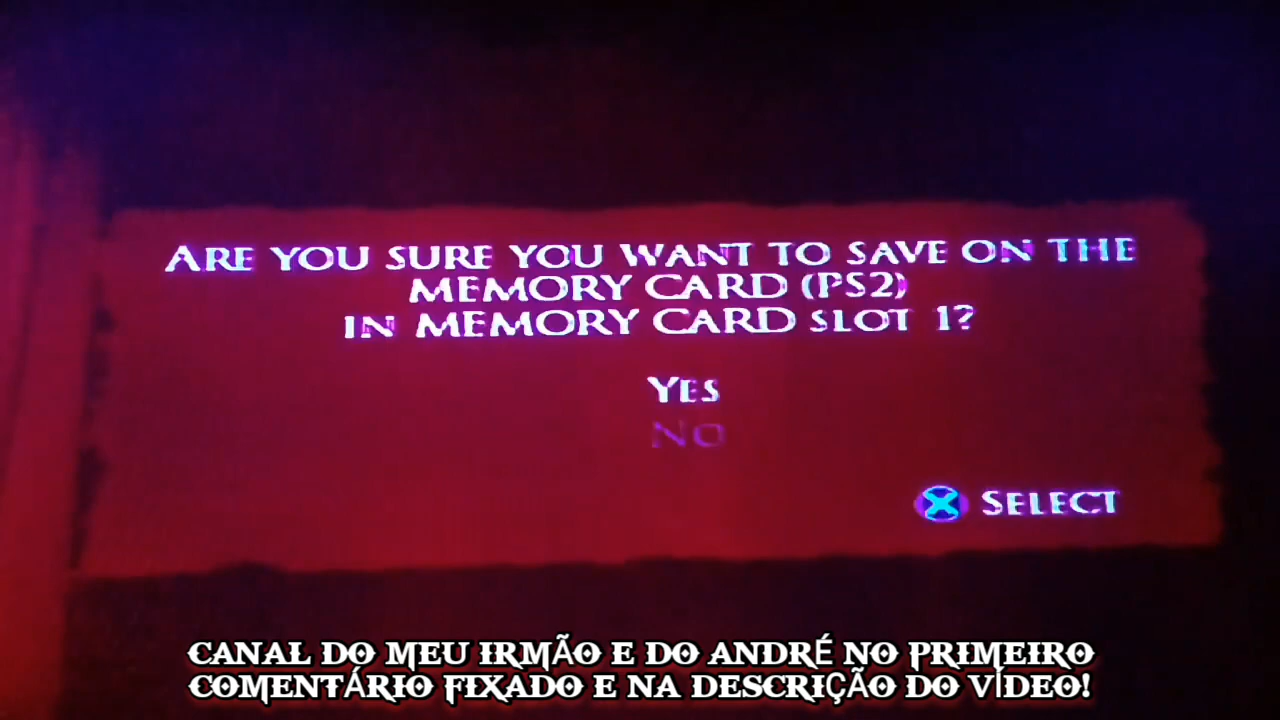 ARE YOU SURE YOU WANT TO SAVE ON THE
MEMORY CARD (PS2)
IN MEMORY CARD SLOT 1?
YES
NO
SELECT
CANAL DO MEU IRMÃO E DO ANDRÉ NO PRIMEIRO
COMENTÁRIO FIXADO E NA DESCRIÇÃO DO VÍDEO!